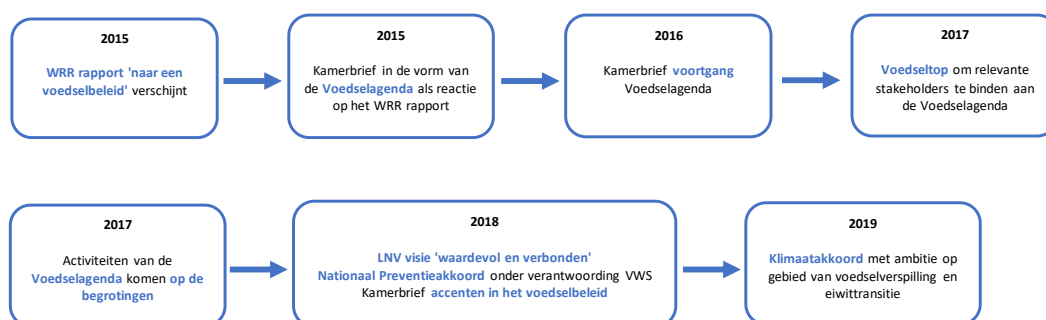 2015
WRR rapport 'naar een
voedselbeleid' verschijnt
2015
Kamerbrief in de vorm van
de Voedselagenda als reactie
op het WRR rapport
2016
Kamerbrief voortgang
Voedselagenda
2017
Voedseltop om relevante
stakeholders te binden aan
de Voedselagenda
2017
Activiteiten van de
Voedselagenda komen op de
begrotingen
2018
LNV visie 'waardevol en verbonden'
Nationaal Preventieakkoord onder verantwoording VWS
Kamerbrief accenten in het voedselbeleid
2019
Klimaatakkoord met ambitie op
gebied van voedselverspilling en
eiwittransitie